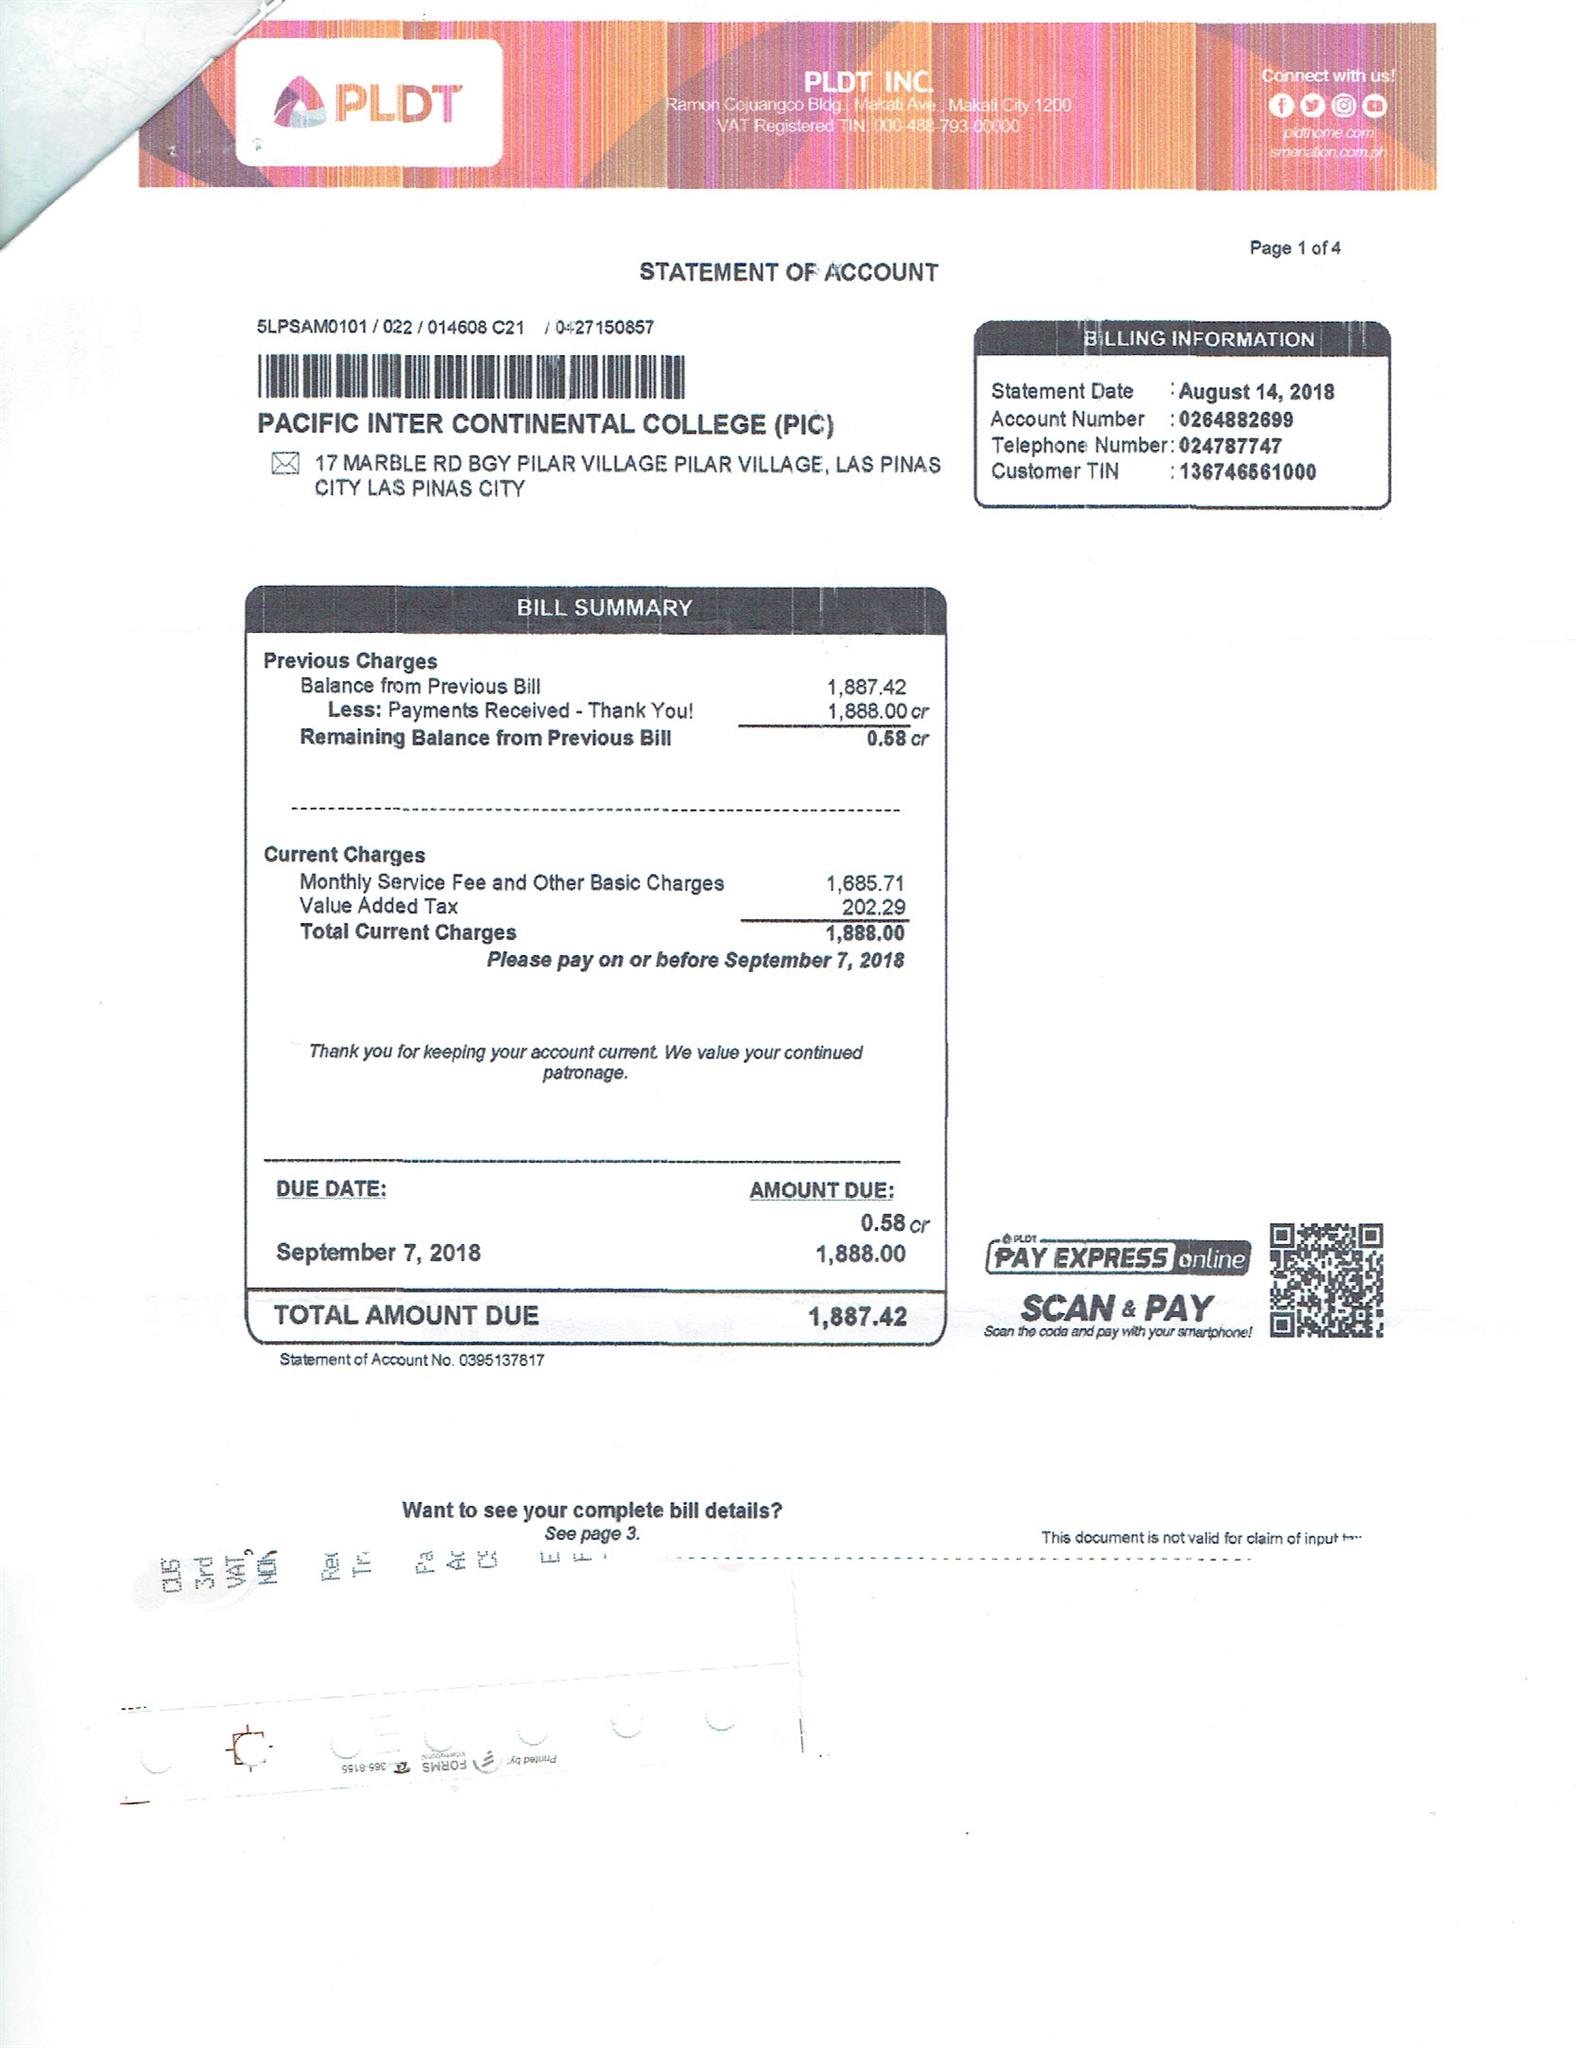 PLDT
PLDT INC.
Ramon Cojuangco Bldg., Makati Ave., Makati City 1200
VAT Registered TIN: 000-488-793-00000
Connect with us!
pldthome.com
smenation.com.ph
Page 1 of 4
STATEMENT OF ACCOUNT
5LPSAM0101 / 022 / 014608 C21 / 0427150857
PACIFIC INTER CONTINENTAL COLLEGE (PIC)
17 MARBLE RD BGY PILAR VILLAGE PILAR VILLAGE, LAS PINAS
CITY LAS PINAS CITY
BILLING INFORMATION
Statement Date : August 14, 2018
Account Number : 0264882699
Telephone Number: 024787747
Customer TIN : 136746561000
BILL SUMMARY
Previous Charges
Balance from Previous Bill 1,887.42
Less: Payments Received - Thank You! 1,888.00 cr
Remaining Balance from Previous Bill 0.58 cr
Current Charges
Monthly Service Fee and Other Basic Charges 1,685.71
Value Added Tax 202.29
Total Current Charges 1,888.00
Please pay on or before September 7, 2018
Thank you for keeping your account current. We value your continued
patronage.
DUE DATE: AMOUNT DUE:
0.58 cr
September 7, 2018 1,888.00
TOTAL AMOUNT DUE 1,887.42
Statement of Account No. 0395137817
PLDT
PAY EXPRESS online
SCAN & PAY
Scan the code and pay with your smartphone!
Want to see your complete bill details?
See page 3.
This document is not valid for claim of input
CUS
3rd
VAT,
Pa
Printed by:
FORMS
International
365-8155